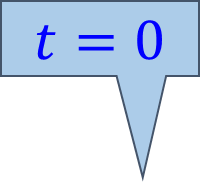 t = 0